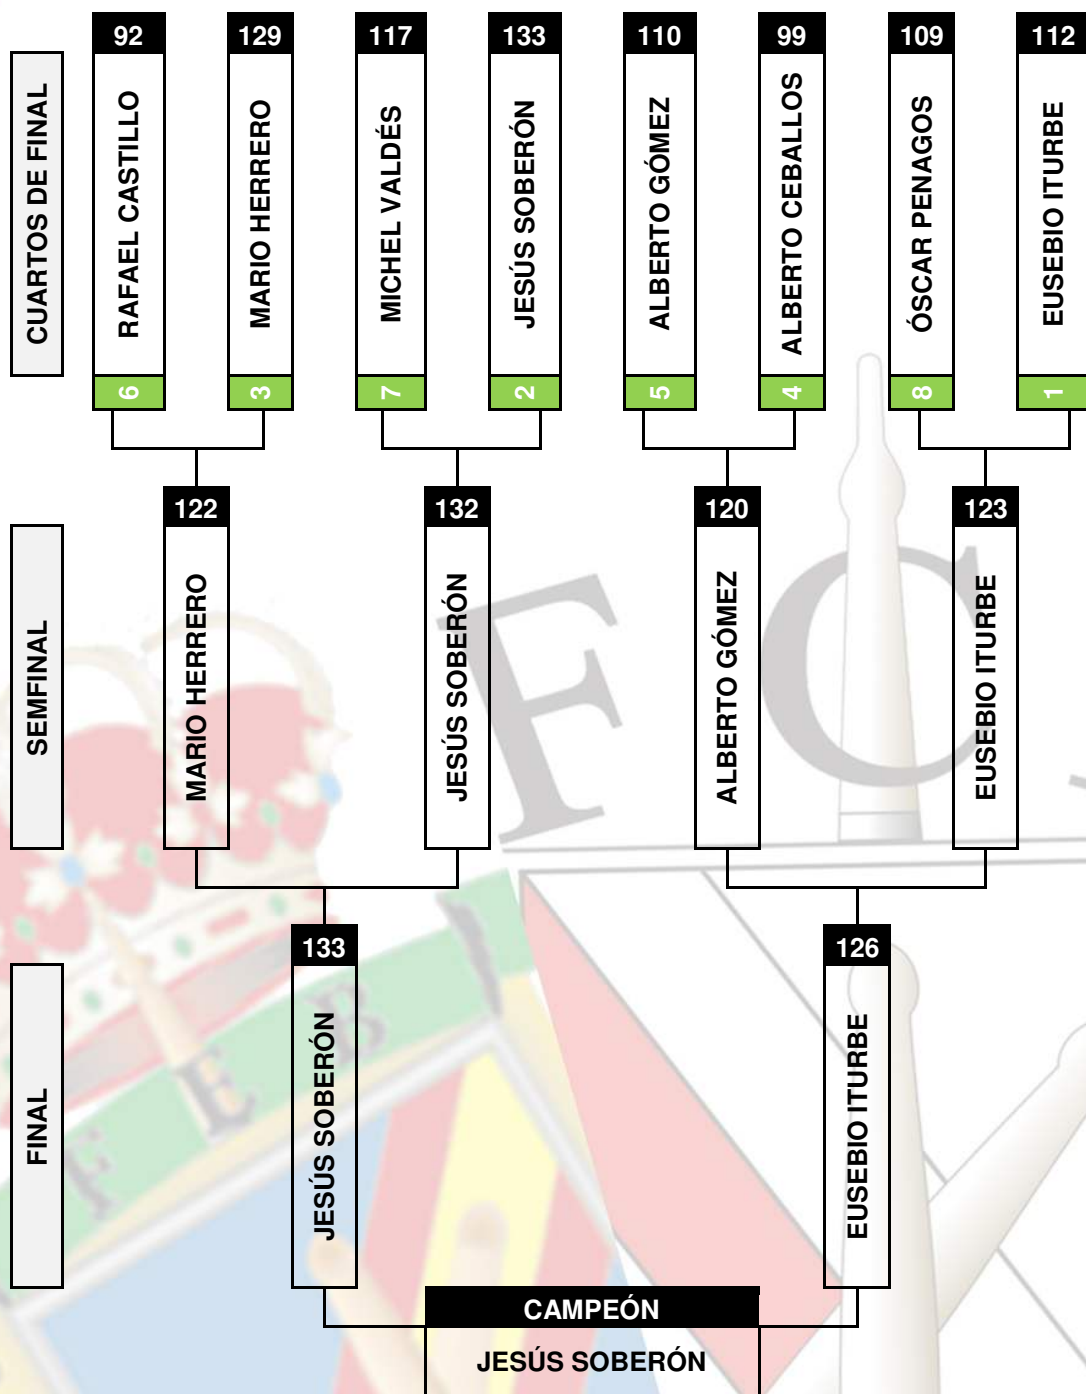 92
129
117
133
110
99
109
112
CUARTOS DE FINAL
RAFAEL CASTILLO
MARIO HERRERO
MICHEL VALDÉS
JESÚS SOBERÓN
ALBERTO GÓMEZ
ALBERTO CEBALLOS
ÓSCAR PENAGOS
EUSEBIO ITURBE
6
3
7
2
5
4
8
1
122
132
120
123
SEMFINAL
MARIO HERRERO
JESÚS SOBERÓN
ALBERTO GÓMEZ
EUSEBIO ITURBE
F C
133
126
FINAL
JESÚS SOBERÓN
EUSEBIO ITURBE
F E B
CAMPEÓN
JESÚS SOBERÓN